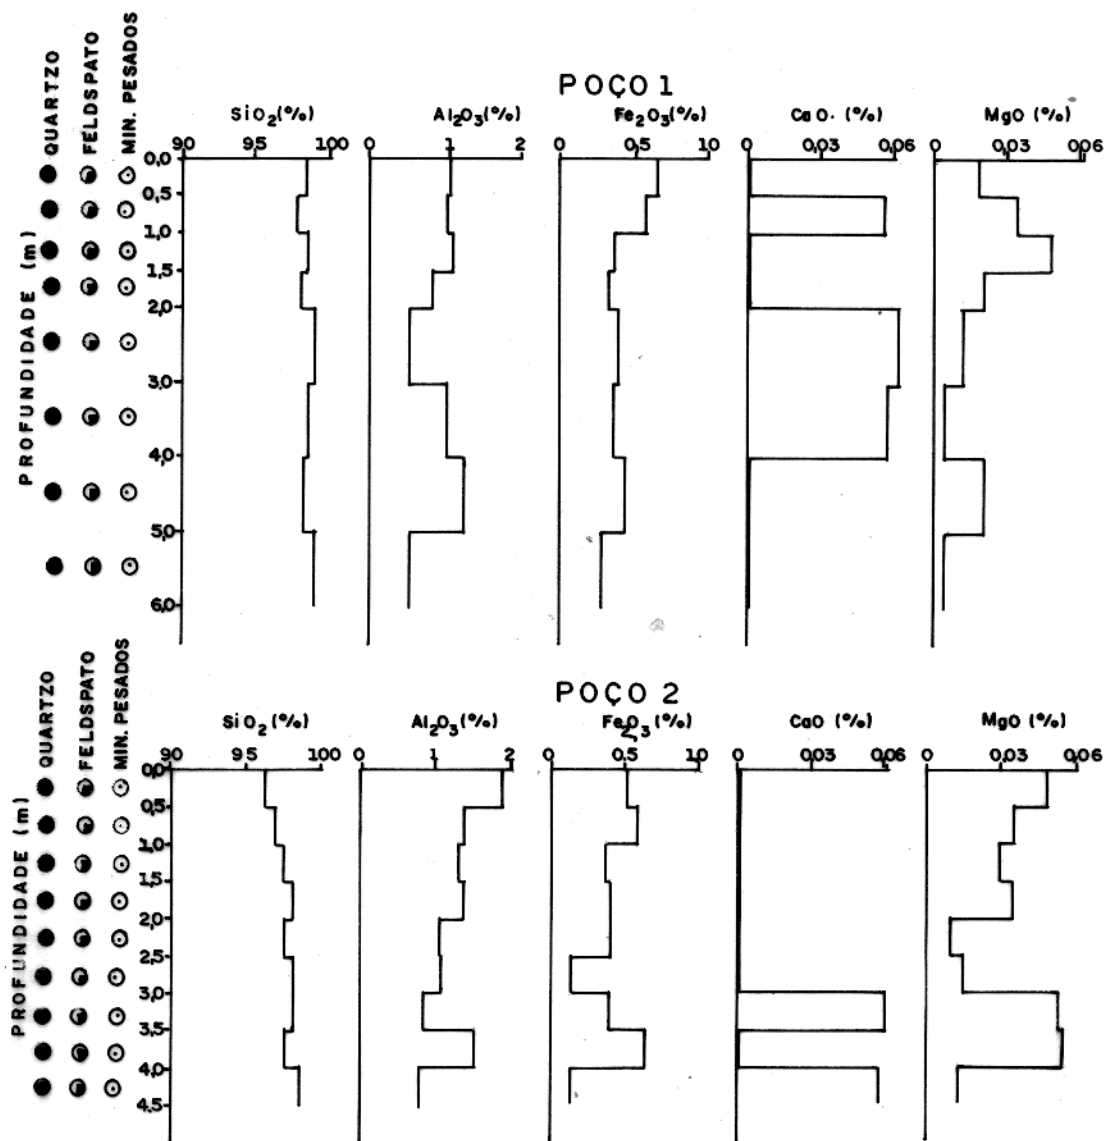 POÇO 1
QUARTZO FELDSPATO MIN. PESADOS
SiO2 (%) Al2O3 (%) Fe2O3 (%) CaO. (%) MgO (%)
90 95 100 0 1 2 0 0,5 1,0 0 0,03 0,06 0 0,03 0,06
PROFUNDIDADE (m)
0,0
0,5
1,0
1,5
2,0
3,0
4,0
5,0
6,0
POÇO 2
QUARTZO FELDSPATO MIN. PESADOS
SiO2 (%) Al2O3 (%) Fe2O3 (%) CaO (%) MgO (%)
90 95 100 0 1 2 0 0,5 1,0 0 0,03 0,06 0 0,03 0,06
PROFUNDIDADE (m)
0,0
0,5
1,0
1,5
2,0
2,5
3,0
3,5
4,0
4,5